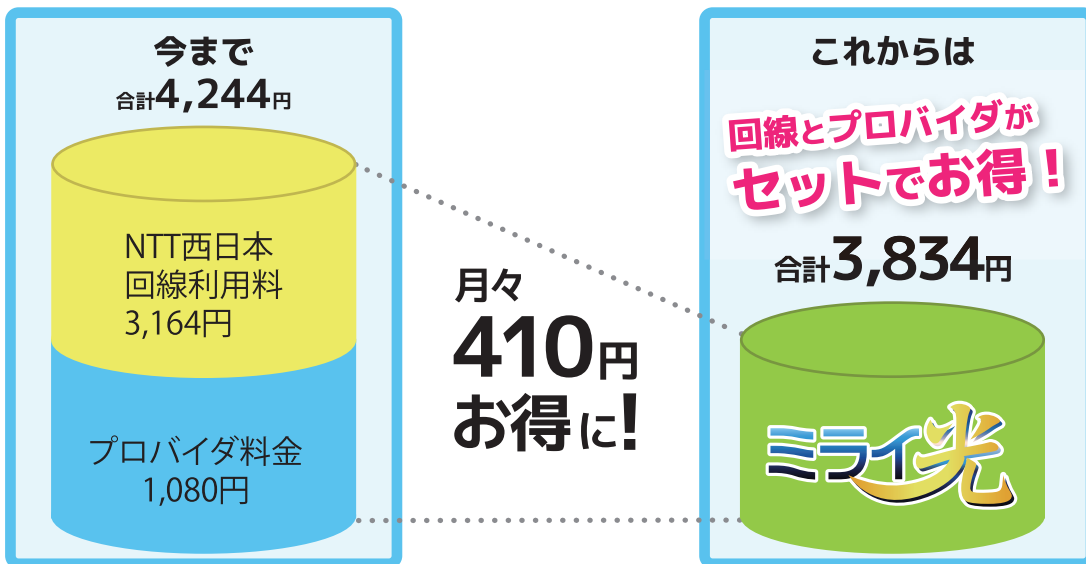 今まで
合計4,244円
NTT西日本
回線利用料
3,164円
プロバイダ料金
1,080円
月々
410円
お得に!
これからは
回線とプロバイダが
セットでお得！
合計3,834円
ミライ光